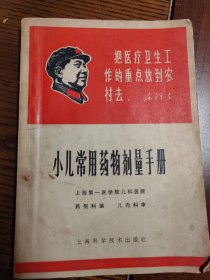 把医疗卫生工
作的重点放到农
村去。
小儿常用药物剂量手册
上海第一医学院儿科医院
药剂科编 儿内科审
上海科学技术出版社